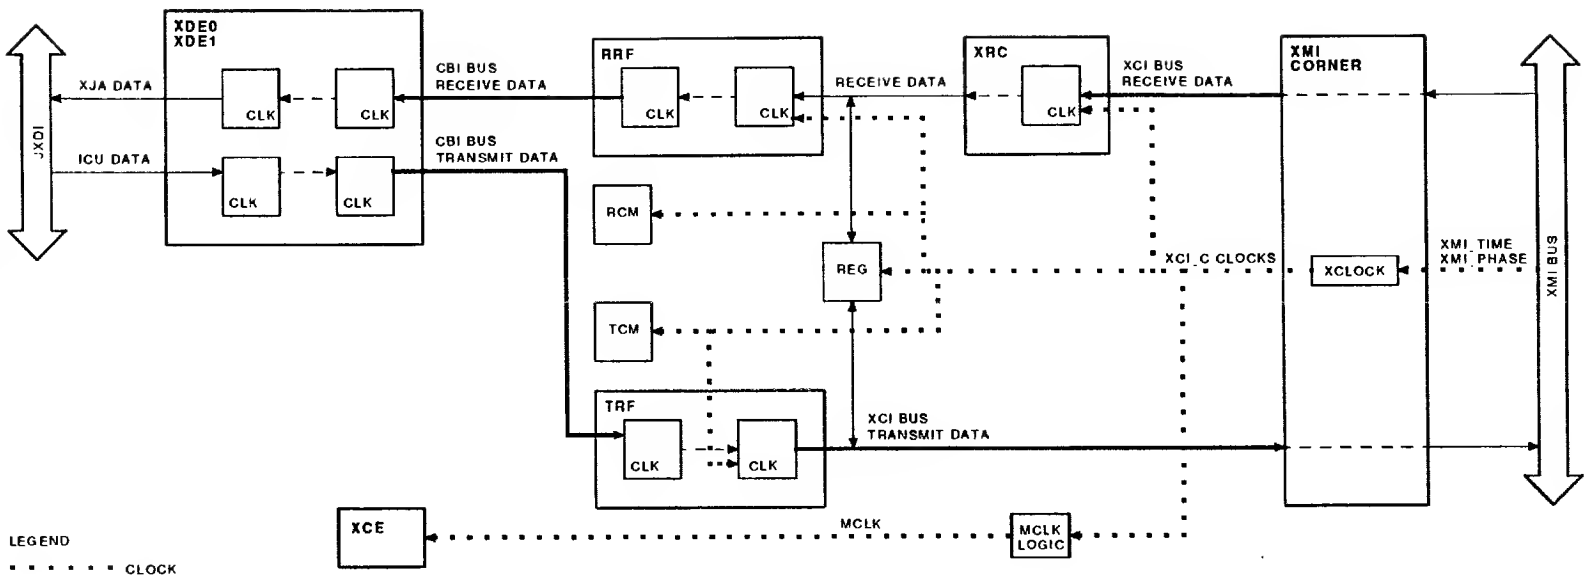 XDE0
XDE1
RRF
XRC
XMI
CORNER
XJA DATA
CBI BUS
RECEIVE DATA
RECEIVE DATA
XCI BUS
RECEIVE DATA
CLK
CLK
CLK
CLK
CLK
JXDI
ICU DATA
CBI BUS
TRANSMIT DATA
CLK
CLK
RCM
REG
XCI_C CLOCKS
XCLOCK
XMI_TIME
XMI_PHASE
XMI BUS
TCM
TRF
XCI BUS
TRANSMIT DATA
CLK
CLK
XCE
MCLK
MCLK
LOGIC
LEGEND
CLOCK